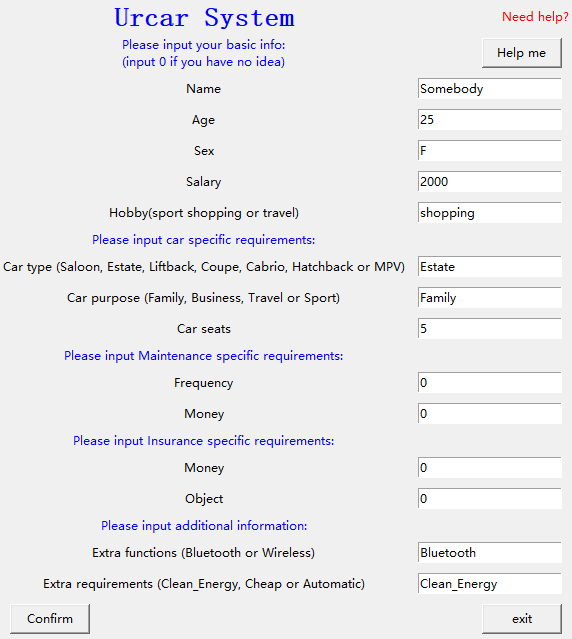 Urcar System
Need help?
Please input your basic info:
(input 0 if you have no idea)
Help me
Name Somebody
Age 25
Sex F
Salary 2000
Hobby(sport shopping or travel) shopping
Please input car specific requirements:
Car type (Saloon, Estate, Liftback, Coupe, Cabrio, Hatchback or MPV) Estate
Car purpose (Family, Business, Travel or Sport) Family
Car seats 5
Please input Maintenance specific requirements:
Frequency 0
Money 0
Please input Insurance specific requirements:
Money 0
Object 0
Please input additional information:
Extra functions (Bluetooth or Wireless) Bluetooth
Extra requirements (Clean_Energy, Cheap or Automatic) Clean_Energy
Confirm exit